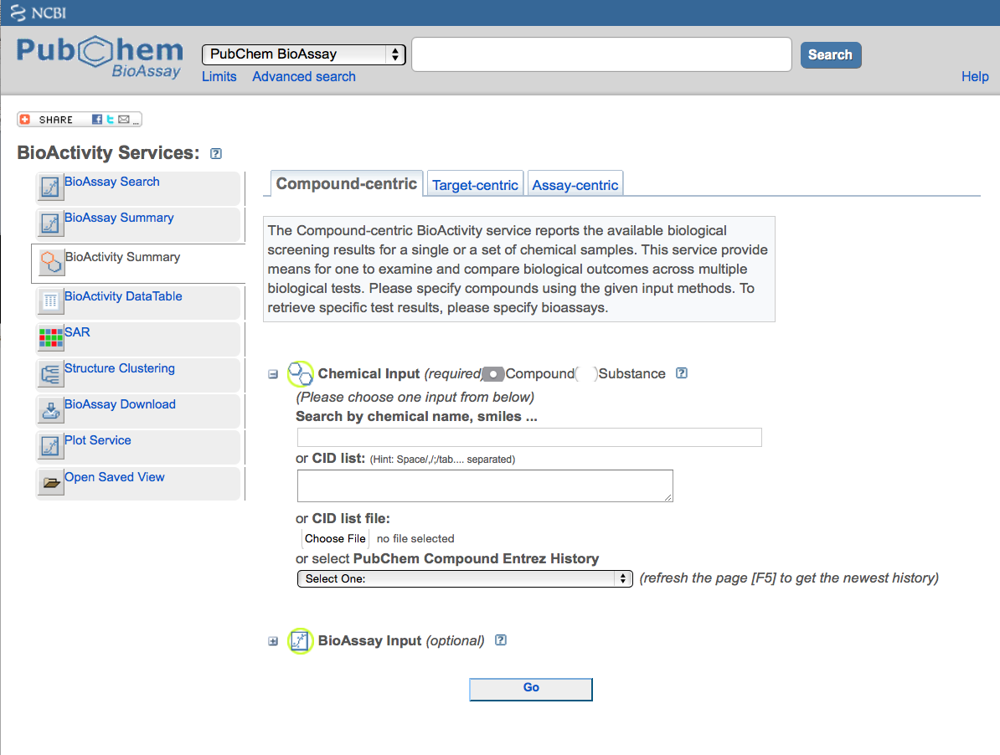 NCBI
PubChem
BioAssay
PubChem BioAssay
Search
Limits Advanced search
Help
SHARE ...
BioActivity Services: ?
BioAssay Search
BioAssay Summary
BioActivity Summary
BioActivity DataTable
SAR
Structure Clustering
BioAssay Download
Plot Service
Open Saved View
Compound-centric Target-centric Assay-centric
The Compound-centric BioActivity service reports the available biological
screening results for a single or a set of chemical samples. This service provide
means for one to examine and compare biological outcomes across multiple
biological tests. Please specify compounds using the given input methods. To
retrieve specific test results, please specify bioassays.
Chemical Input (required) Compound Substance ?
(Please choose one input from below)
Search by chemical name, smiles ...
or CID list: (Hint: Space/,/;/tab.... separated)
or CID list file:
Choose File no file selected
or select PubChem Compound Entrez History
Select One: (refresh the page [F5] to get the newest history)
BioAssay Input (optional) ?
Go